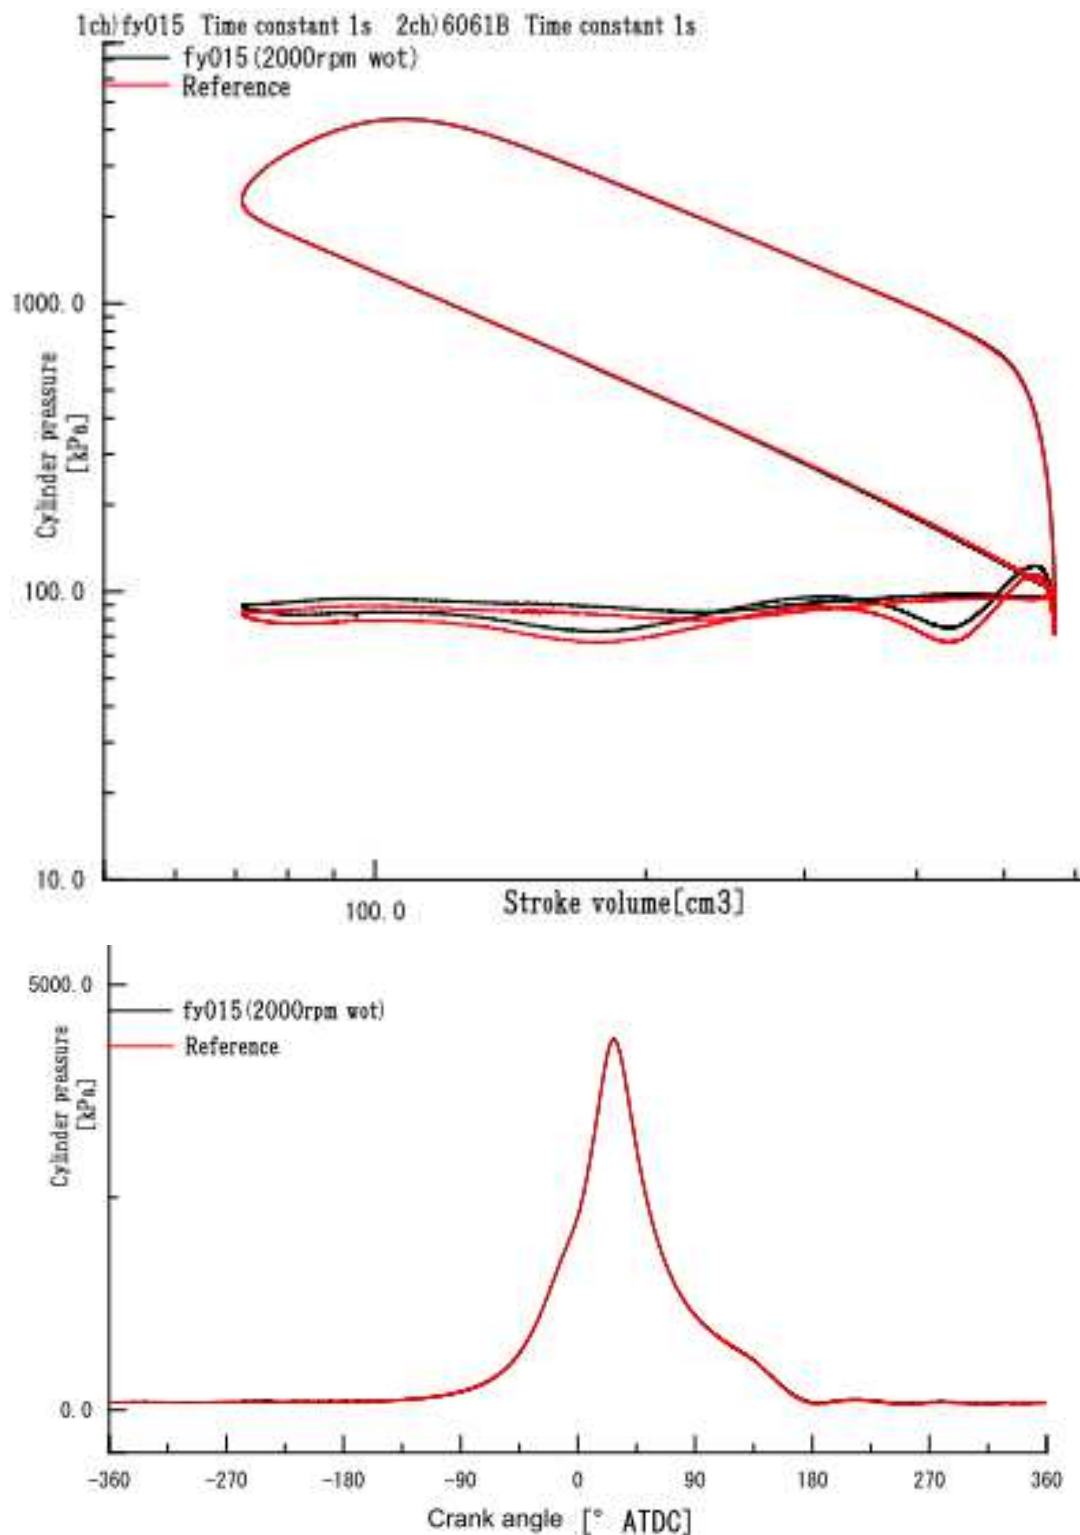 1ch)fy015 Time constant 1s 2ch)6061B Time constant 1s
fy015(2000rpm wot)
Reference
1000.0
Cylinder pressure
[kPa]
100.0
10.0
100.0
Stroke volume[cm3]
5000.0
fy015(2000rpm wot)
Reference
Cylinder pressure
[kPa]
0.0
-360 -270 -180 -90 0 90 180 270 360
Crank angle [° ATDC]